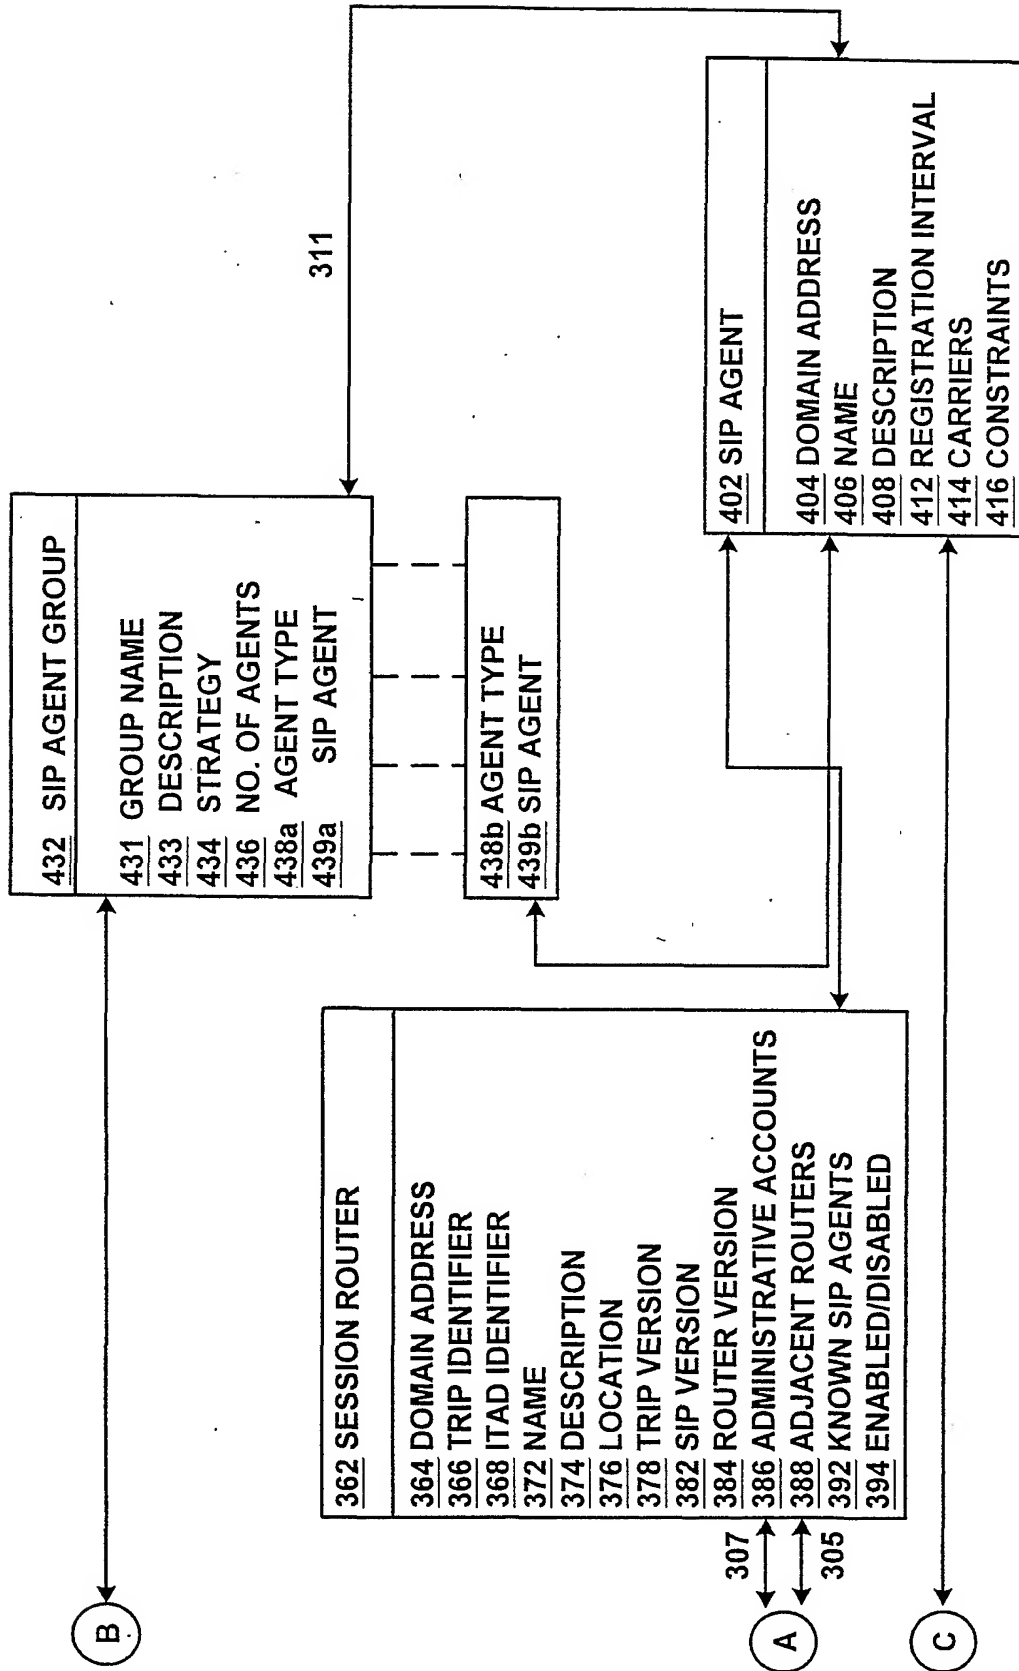 B
432 SIP AGENT GROUP
431 GROUP NAME
433 DESCRIPTION
434 STRATEGY
436 NO. OF AGENTS
438a AGENT TYPE
439a SIP AGENT
438b AGENT TYPE
439b SIP AGENT
311
362 SESSION ROUTER
364 DOMAIN ADDRESS
366 TRIP IDENTIFIER
368 ITAD IDENTIFIER
372 NAME
374 DESCRIPTION
376 LOCATION
378 TRIP VERSION
382 SIP VERSION
384 ROUTER VERSION
386 ADMINISTRATIVE ACCOUNTS
388 ADJACENT ROUTERS
392 KNOWN SIP AGENTS
394 ENABLED/DISABLED
307
305
A
402 SIP AGENT
404 DOMAIN ADDRESS
406 NAME
408 DESCRIPTION
412 REGISTRATION INTERVAL
414 CARRIERS
416 CONSTRAINTS
C